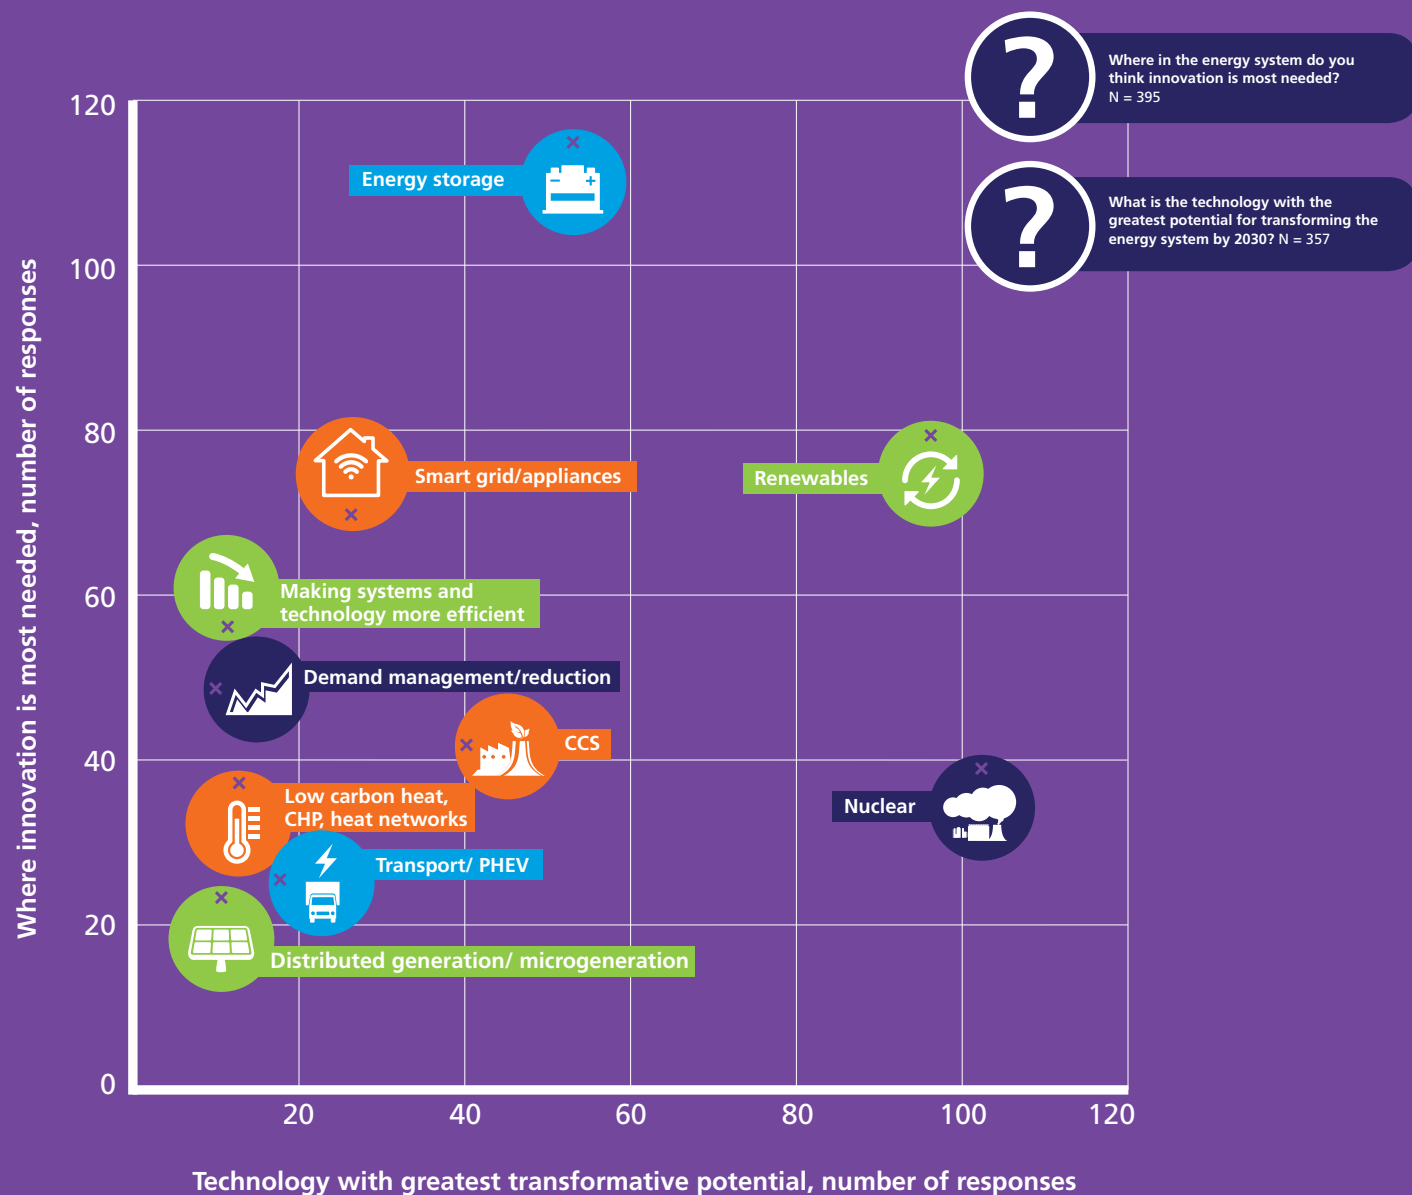 ?
Where in the energy system do you
think innovation is most needed?
N = 395
?
What is the technology with the
greatest potential for transforming the
energy system by 2030? N = 357
Where innovation is most needed, number of responses
120
100
80
60
40
20
0
Energy storage
Smart grid/appliances
Renewables
Making systems and
technology more efficient
Demand management/reduction
CCS
Low carbon heat,
CHP, heat networks
Nuclear
Transport/ PHEV
Distributed generation/ microgeneration
20 40 60 80 100 120
Technology with greatest transformative potential, number of responses